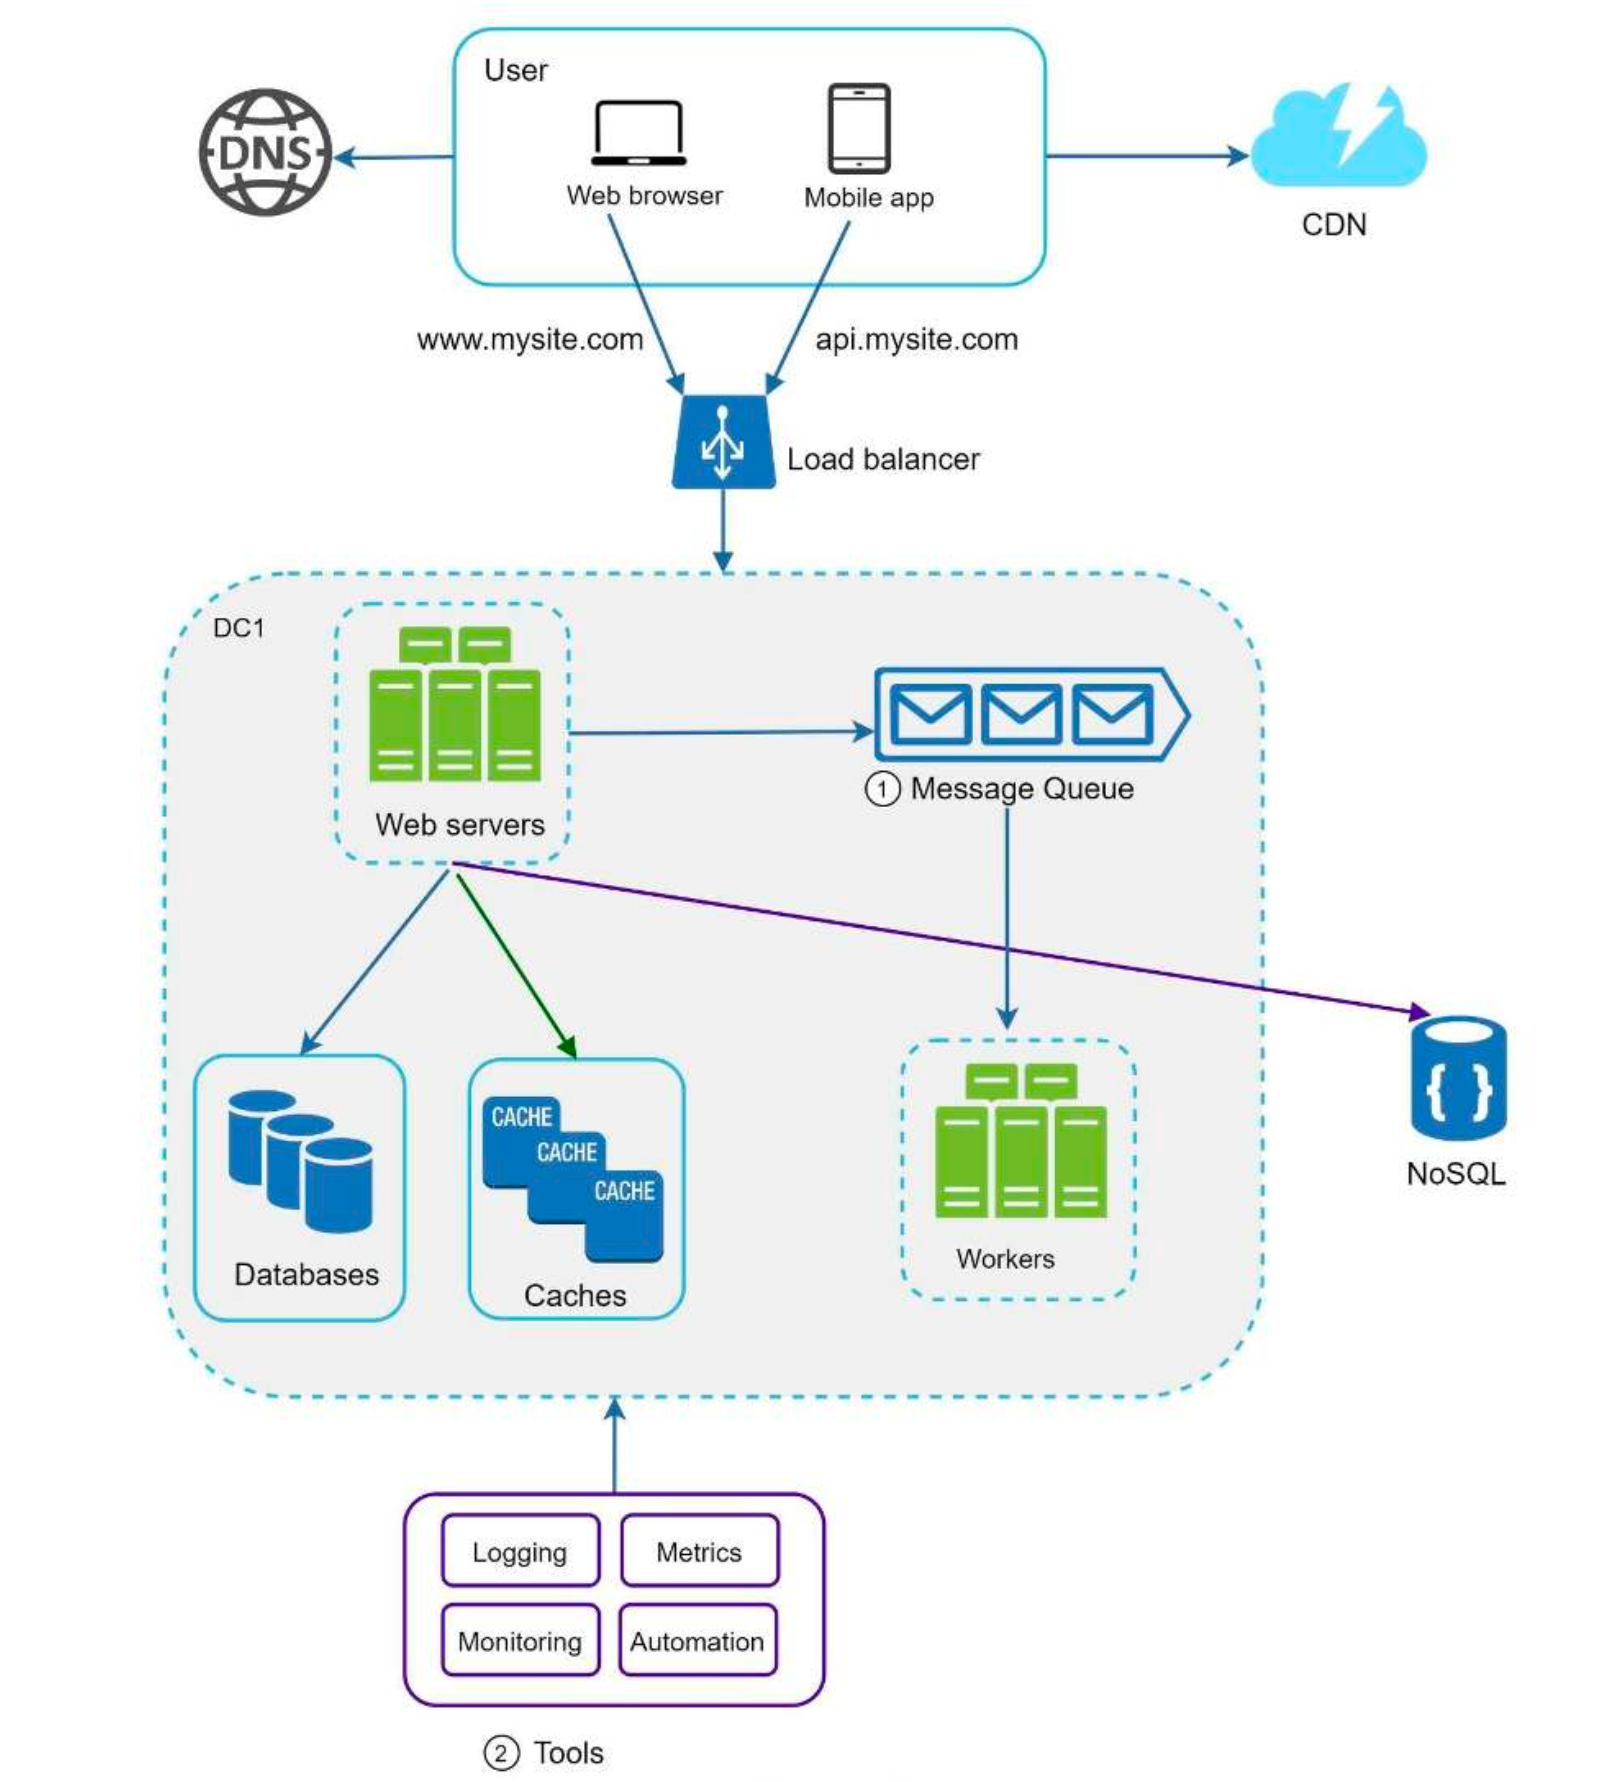 User
DNS
Web browser
Mobile app
CDN
www.mysite.com
api.mysite.com
Load balancer
DC1
1 Message Queue
Web servers
CACHE
CACHE
CACHE
NoSQL
Databases
Caches
Workers
Logging
Metrics
Monitoring
Automation
2 Tools